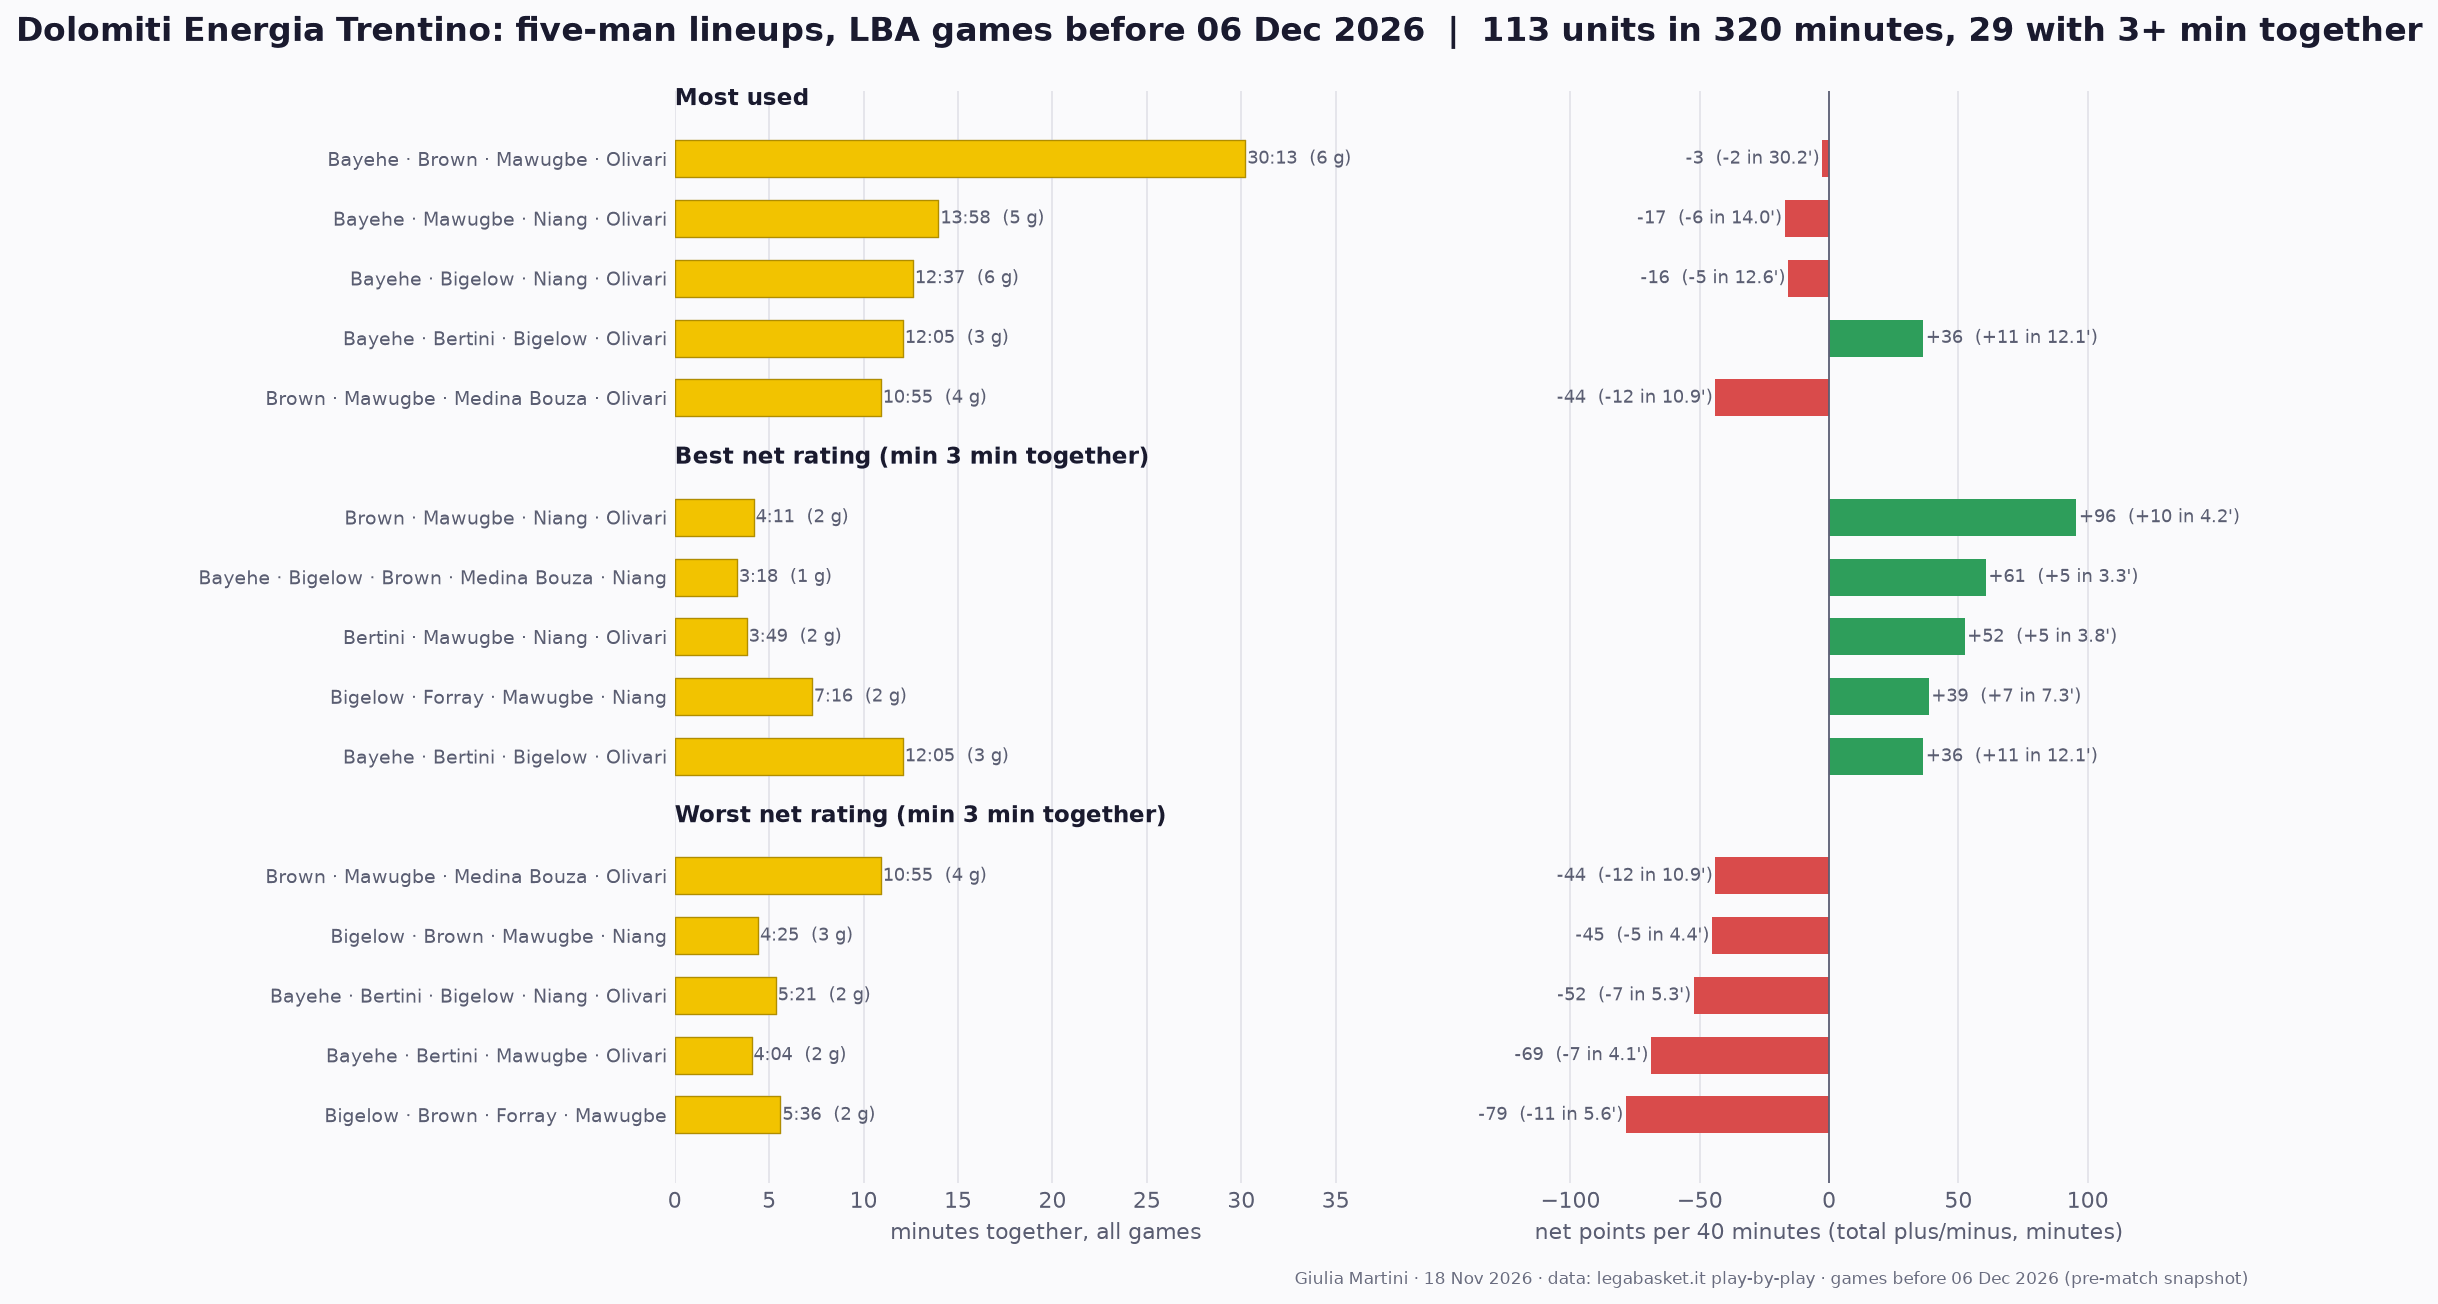 Dolomiti Energia Trentino: five-man lineups, LBA games before 06 Dec 2026 | 113 units in 320 minutes, 29 with 3+ min together
Most used
Bayehe · Brown · Mawugbe · Olivari 30:13 (6 g) -3 (-2 in 30.2')
Bayehe · Mawugbe · Niang · Olivari 13:58 (5 g) -17 (-6 in 14.0')
Bayehe · Bigelow · Niang · Olivari 12:37 (6 g) -16 (-5 in 12.6')
Bayehe · Bertini · Bigelow · Olivari 12:05 (3 g) +36 (+11 in 12.1')
Brown · Mawugbe · Medina Bouza · Olivari 10:55 (4 g) -44 (-12 in 10.9')
Best net rating (min 3 min together)
Brown · Mawugbe · Niang · Olivari 4:11 (2 g) +96 (+10 in 4.2')
Bayehe · Bigelow · Brown · Medina Bouza · Niang 3:18 (1 g) +61 (+5 in 3.3')
Bertini · Mawugbe · Niang · Olivari 3:49 (2 g) +52 (+5 in 3.8')
Bigelow · Forray · Mawugbe · Niang 7:16 (2 g) +39 (+7 in 7.3')
Bayehe · Bertini · Bigelow · Olivari 12:05 (3 g) +36 (+11 in 12.1')
Worst net rating (min 3 min together)
Brown · Mawugbe · Medina Bouza · Olivari 10:55 (4 g) -44 (-12 in 10.9')
Bigelow · Brown · Mawugbe · Niang 4:25 (3 g) -45 (-5 in 4.4')
Bayehe · Bertini · Bigelow · Niang · Olivari 5:21 (2 g) -52 (-7 in 5.3')
Bayehe · Bertini · Mawugbe · Olivari 4:04 (2 g) -69 (-7 in 4.1')
Bigelow · Brown · Forray · Mawugbe 5:36 (2 g) -79 (-11 in 5.6')
0 5 10 15 20 25 30 35 −100 −50 0 50 100
minutes together, all games net points per 40 minutes (total plus/minus, minutes)
Giulia Martini · 18 Nov 2026 · data: legabasket.it play-by-play · games before 06 Dec 2026 (pre-match snapshot)